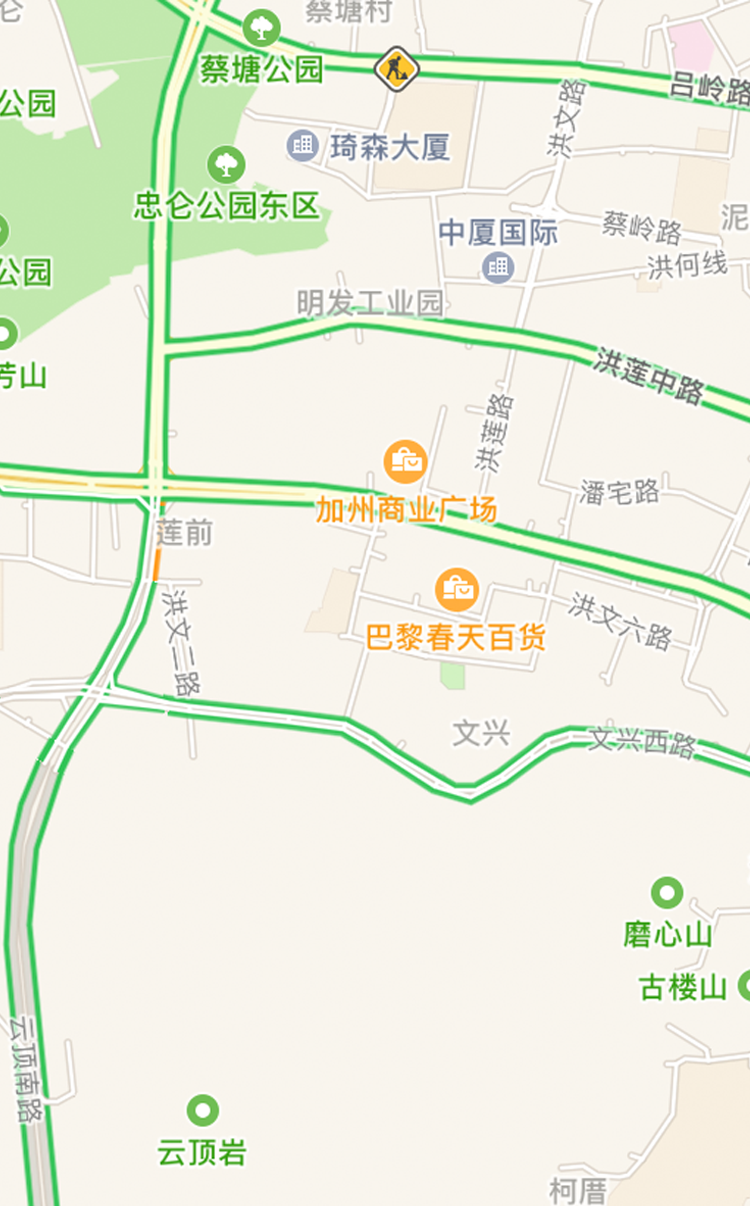 仑
蔡塘村
蔡塘公园
吕岭路
公园
洪文路
琦森大厦
忠仑公园东区
蔡岭路
泥
中厦国际
公园
洪何线
明发工业园
芳山
洪莲中路
洪莲路
潘宅路
加州商业广场
莲前
洪文二路
洪文六路
巴黎春天百货
文兴
文兴西路
磨心山
古楼山
云顶南路
云顶岩
柯厝